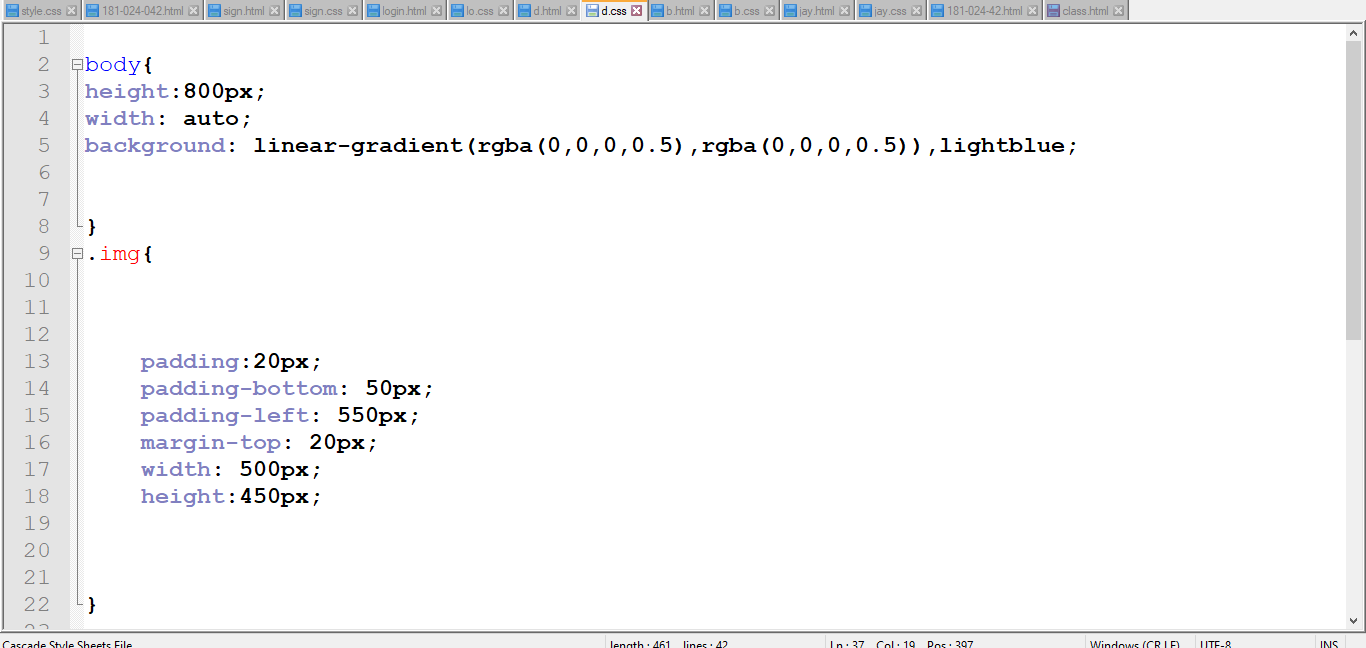 style.css 181-024-042.html sign.html sign.css login.html lo.css d.html d.css b.html b.css jay.html jay.css 181-024-42.html class.html
1
2 body{
3 height:800px;
4 width: auto;
5 background: linear-gradient(rgba(0,0,0,0.5),rgba(0,0,0,0.5)),lightblue;
6
7
8 }
9 .img{
10
11
12
13 padding:20px;
14 padding-bottom: 50px;
15 padding-left: 550px;
16 margin-top: 20px;
17 width: 500px;
18 height:450px;
19
20
21
22 }
23
Cascade Style Sheets File length : 461 lines : 42 Ln : 37 Col : 19 Pos : 397 Windows (CR LF) UTF-8 INS